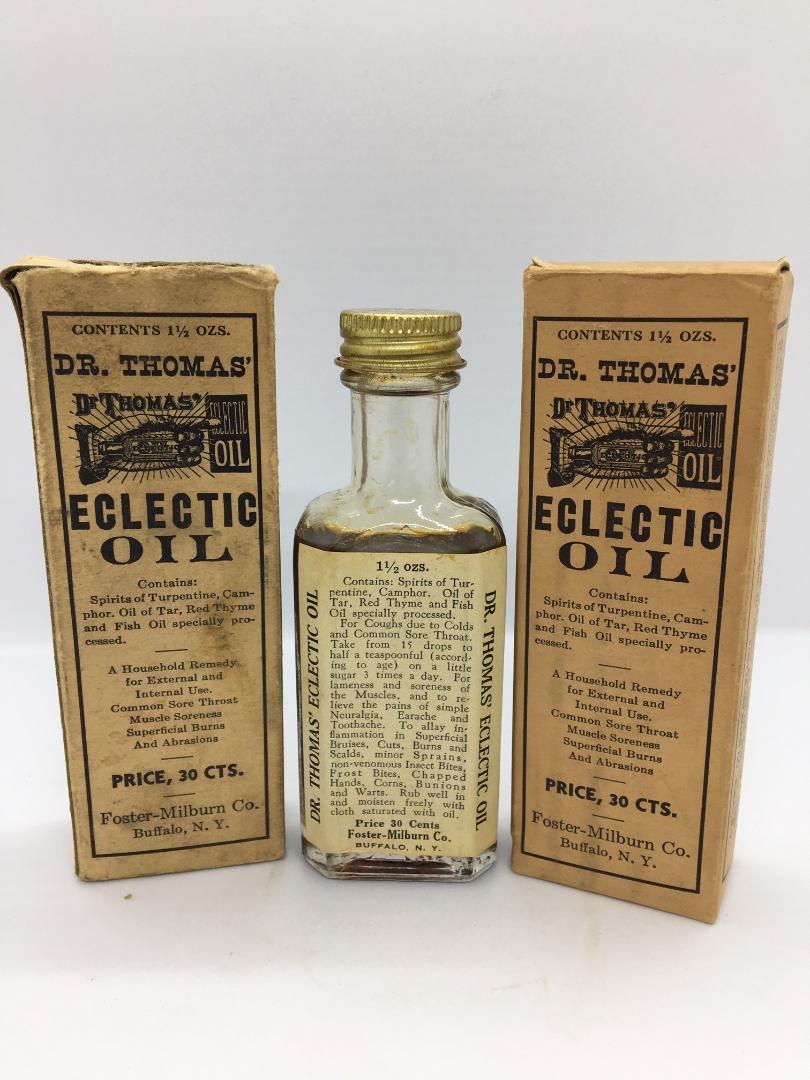 CONTENTS 1½ OZS.
DR. THOMAS'
Dr THOMAS'
ECLECTIC
OIL
ECLECTIC
OIL
Contains:
Spirits of Turpentine, Cam-
phor. Oil of Tar, Red Thyme
and Fish Oil specially pro-
cessed.
A Household Remedy
for External and
Internal Use.
Common Sore Throat
Muscle Soreness
Superficial Burns
And Abrasions
PRICE, 30 CTS.
Foster-Milburn Co.
Buffalo, N. Y.
DR. THOMAS' ECLECTIC OIL
1½ OZS.
Contains: Spirits of Tur-
pentine, Camphor. Oil of
Tar, Red Thyme and Fish
Oil specially processed.
For Coughs due to Colds
and Common Sore Throat.
Take from 15 drops to
half a teaspoonful (accord-
ing to age) on a little
sugar 3 times a day. For
lameness and soreness of
the Muscles, and to re-
lieve the pains of simple
Neuralgia, Earache and
Toothache. To allay in-
flammation in Superficial
Bruises, Cuts, Burns and
Scalds, minor Sprains,
non-venomous Insect Bites,
Frost Bites, Chapped
Hands, Corns, Bunions
and Warts. Rub well in
and moisten freely with
cloth saturated with oil.
Price 30 Cents
Foster-Milburn Co.
BUFFALO, N. Y.
DR. THOMAS' ECLECTIC OIL
CONTENTS 1½ OZS.
DR. THOMAS'
Dr THOMAS'
ECLECTIC
OIL
ECLECTIC
OIL
Contains:
Spirits of Turpentine, Cam-
phor. Oil of Tar, Red Thyme
and Fish Oil specially pro-
cessed.
A Household Remedy
for External and
Internal Use.
Common Sore Throat
Muscle Soreness
Superficial Burns
And Abrasions
PRICE, 30 CTS.
Foster-Milburn Co.
Buffalo, N. Y.